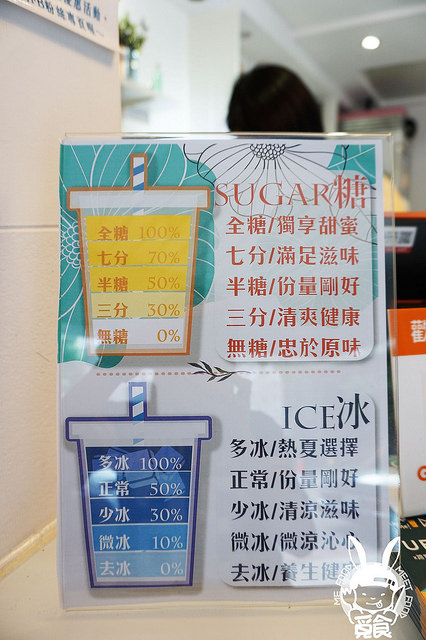 SUGAR糖
全糖 100%
七分 70%
半糖 50%
三分 30%
無糖 0%
全糖/獨享甜蜜
七分/滿足滋味
半糖/份量剛好
三分/清爽健康
無糖/忠於原味
ICE冰
多冰 100%
正常 50%
少冰 30%
微冰 10%
去冰 0%
多冰/熱夏選擇
正常/份量剛好
少冰/清涼滋味
微冰/微涼沁心
去冰/養生健